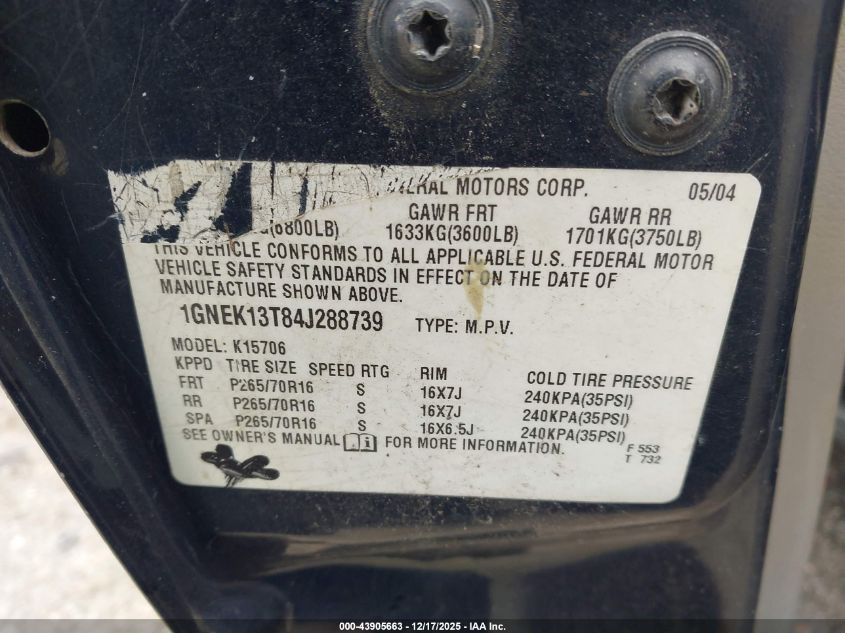 MOTORS CORP. 05/04
GAWR FRT GAWR RR
(6800LB) 1633KG(3600LB) 1701KG(3750LB)
THIS VEHICLE CONFORMS TO ALL APPLICABLE U.S. FEDERAL MOTOR
VEHICLE SAFETY STANDARDS IN EFFECT ON THE DATE OF
MANUFACTURE SHOWN ABOVE.
1GNEK13T84J288739 TYPE: M.P.V.
MODEL: K15706
KPPD TIRE SIZE SPEED RTG RIM COLD TIRE PRESSURE
FRT P265/70R16 S 16X7J 240KPA(35PSI)
RR P265/70R16 S 16X7J 240KPA(35PSI)
SPA P265/70R16 S 16X6.5J 240KPA(35PSI)
SEE OWNER'S MANUAL FOR MORE INFORMATION.
F 553
T 732
000-43905663 - 12/17/2025 - IAA Inc.